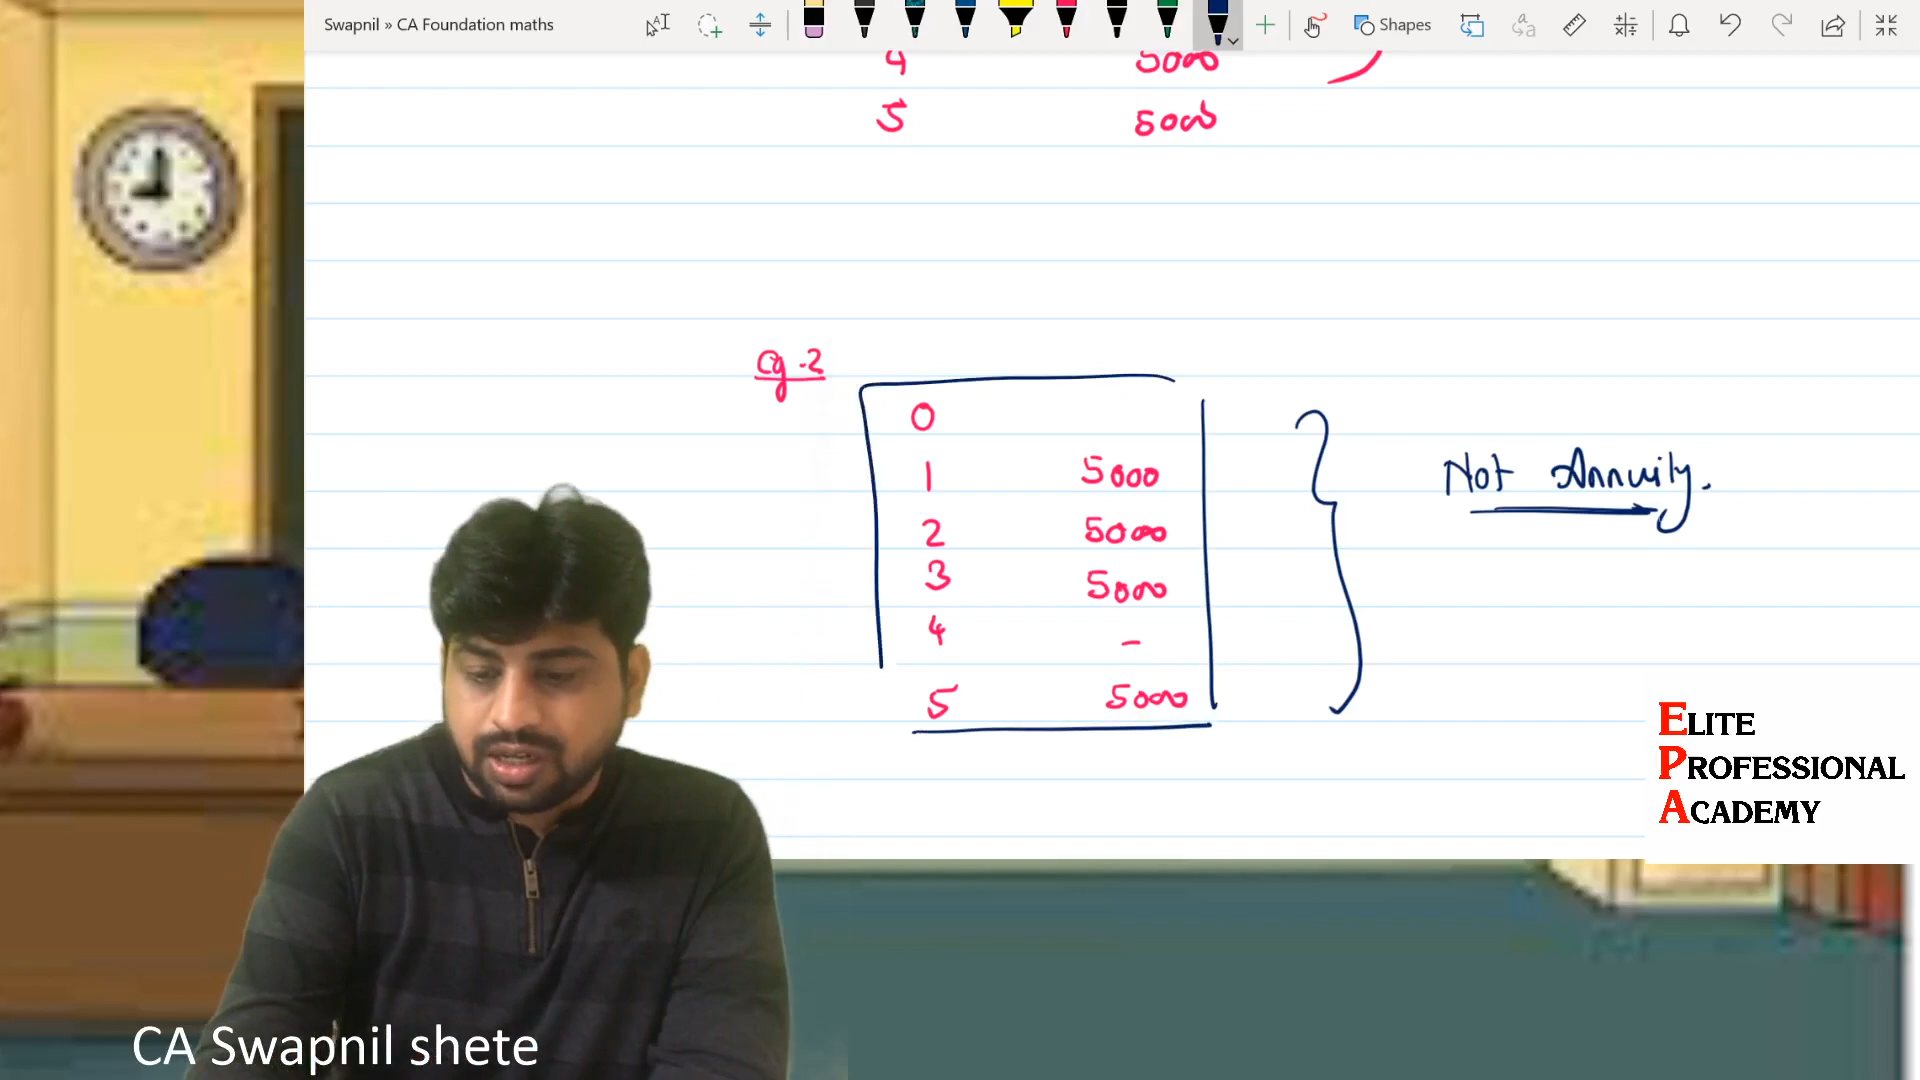 Swapnil » CA Foundation maths
Shapes
4 5000
5 5000
eg -2
0
1 5000
2 5000
3 5000
4 -
5 5000
Not Annuity.
ELITE
PROFESSIONAL
ACADEMY
CA Swapnil shete